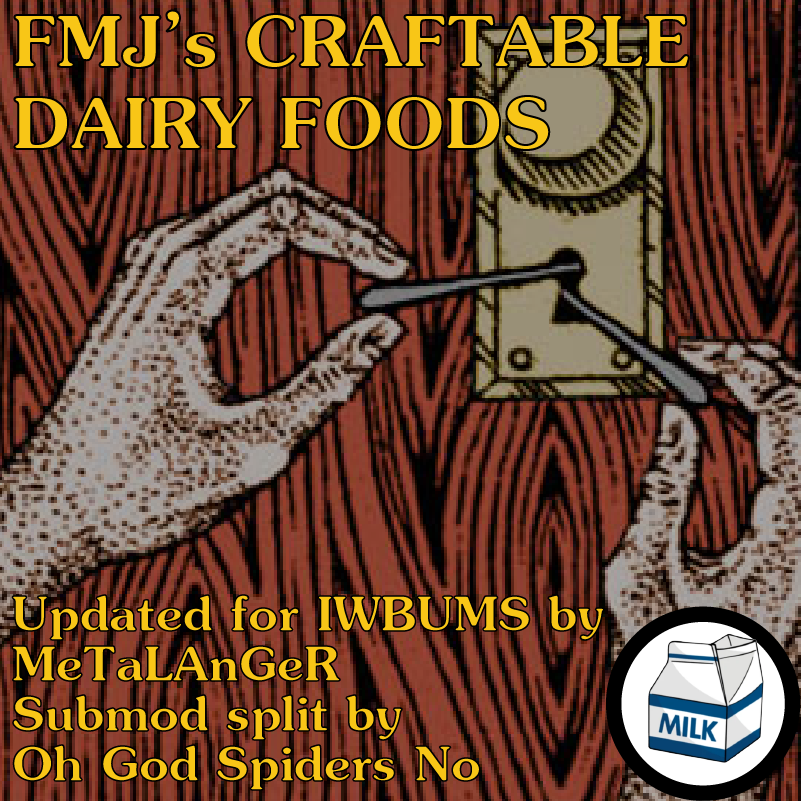 FMJ's CRAFTABLE
DAIRY FOODS
Updated for IWBUMS by
MeTaLAnGeR
Submod split by
Oh God Spiders No
MILK